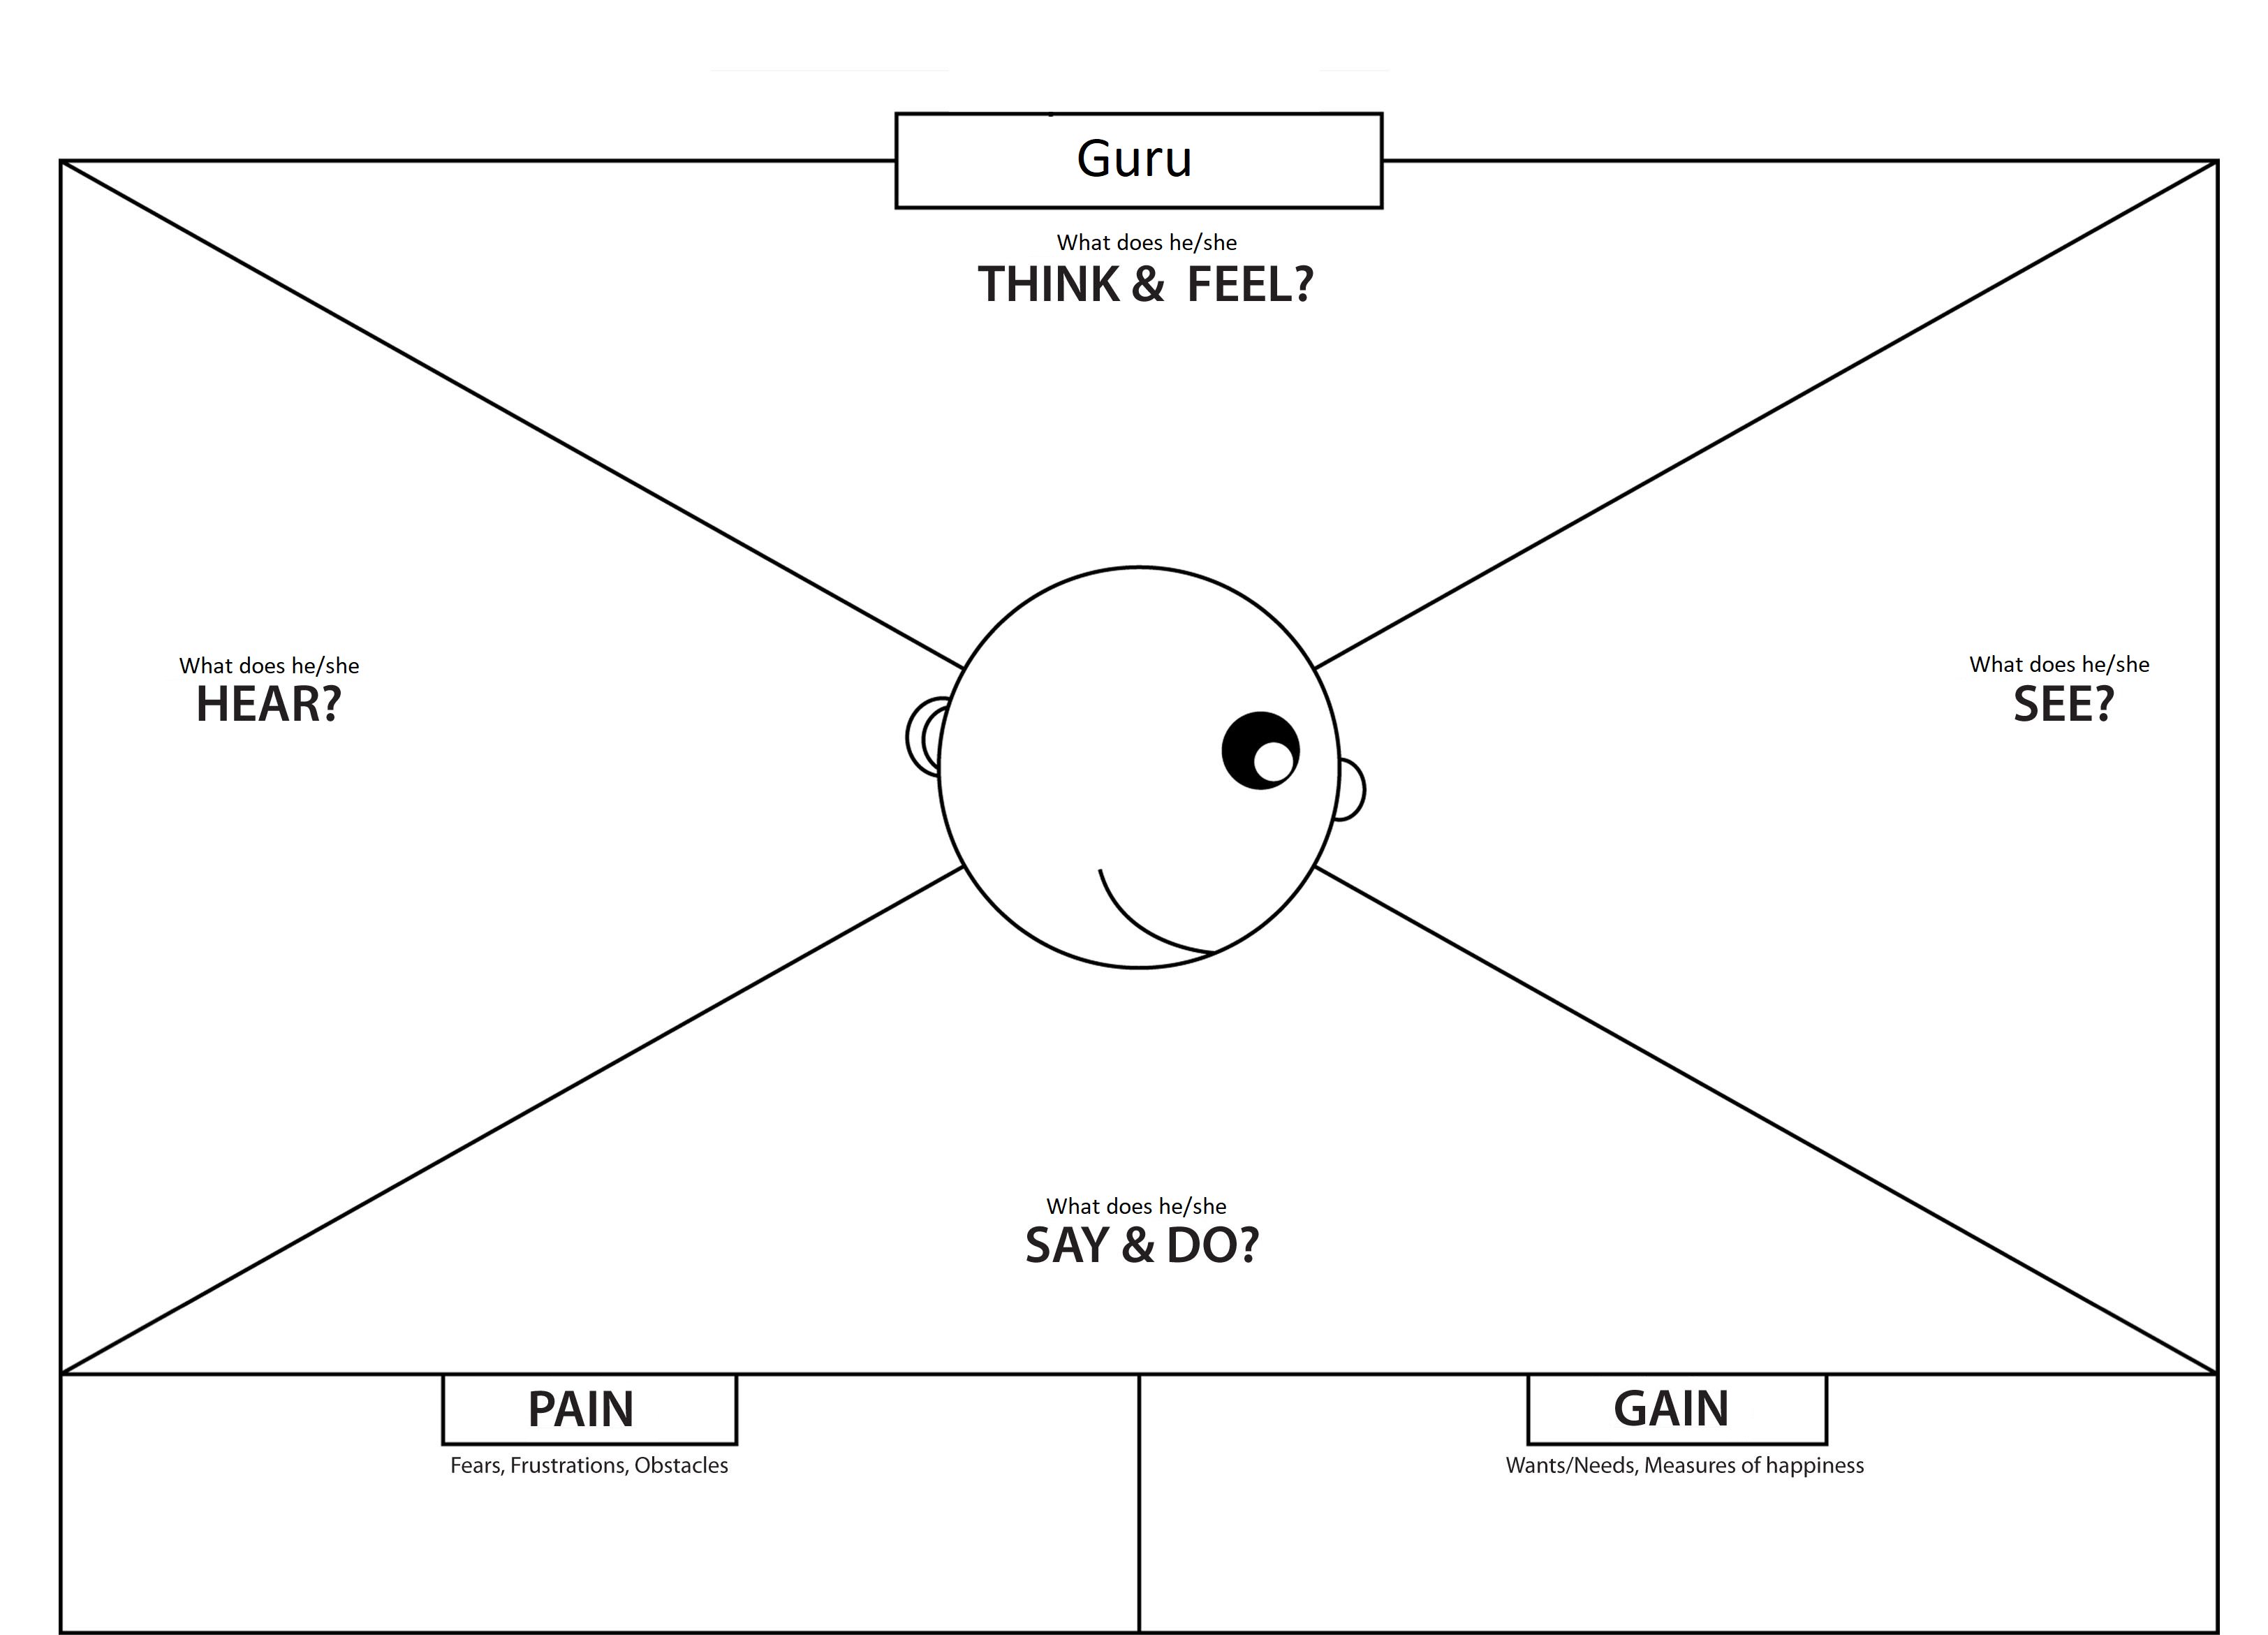 Guru
What does he/she
THINK & FEEL?
What does he/she
HEAR?
What does he/she
SEE?
What does he/she
SAY & DO?
PAIN
Fears, Frustrations, Obstacles
GAIN
Wants/Needs, Measures of happiness